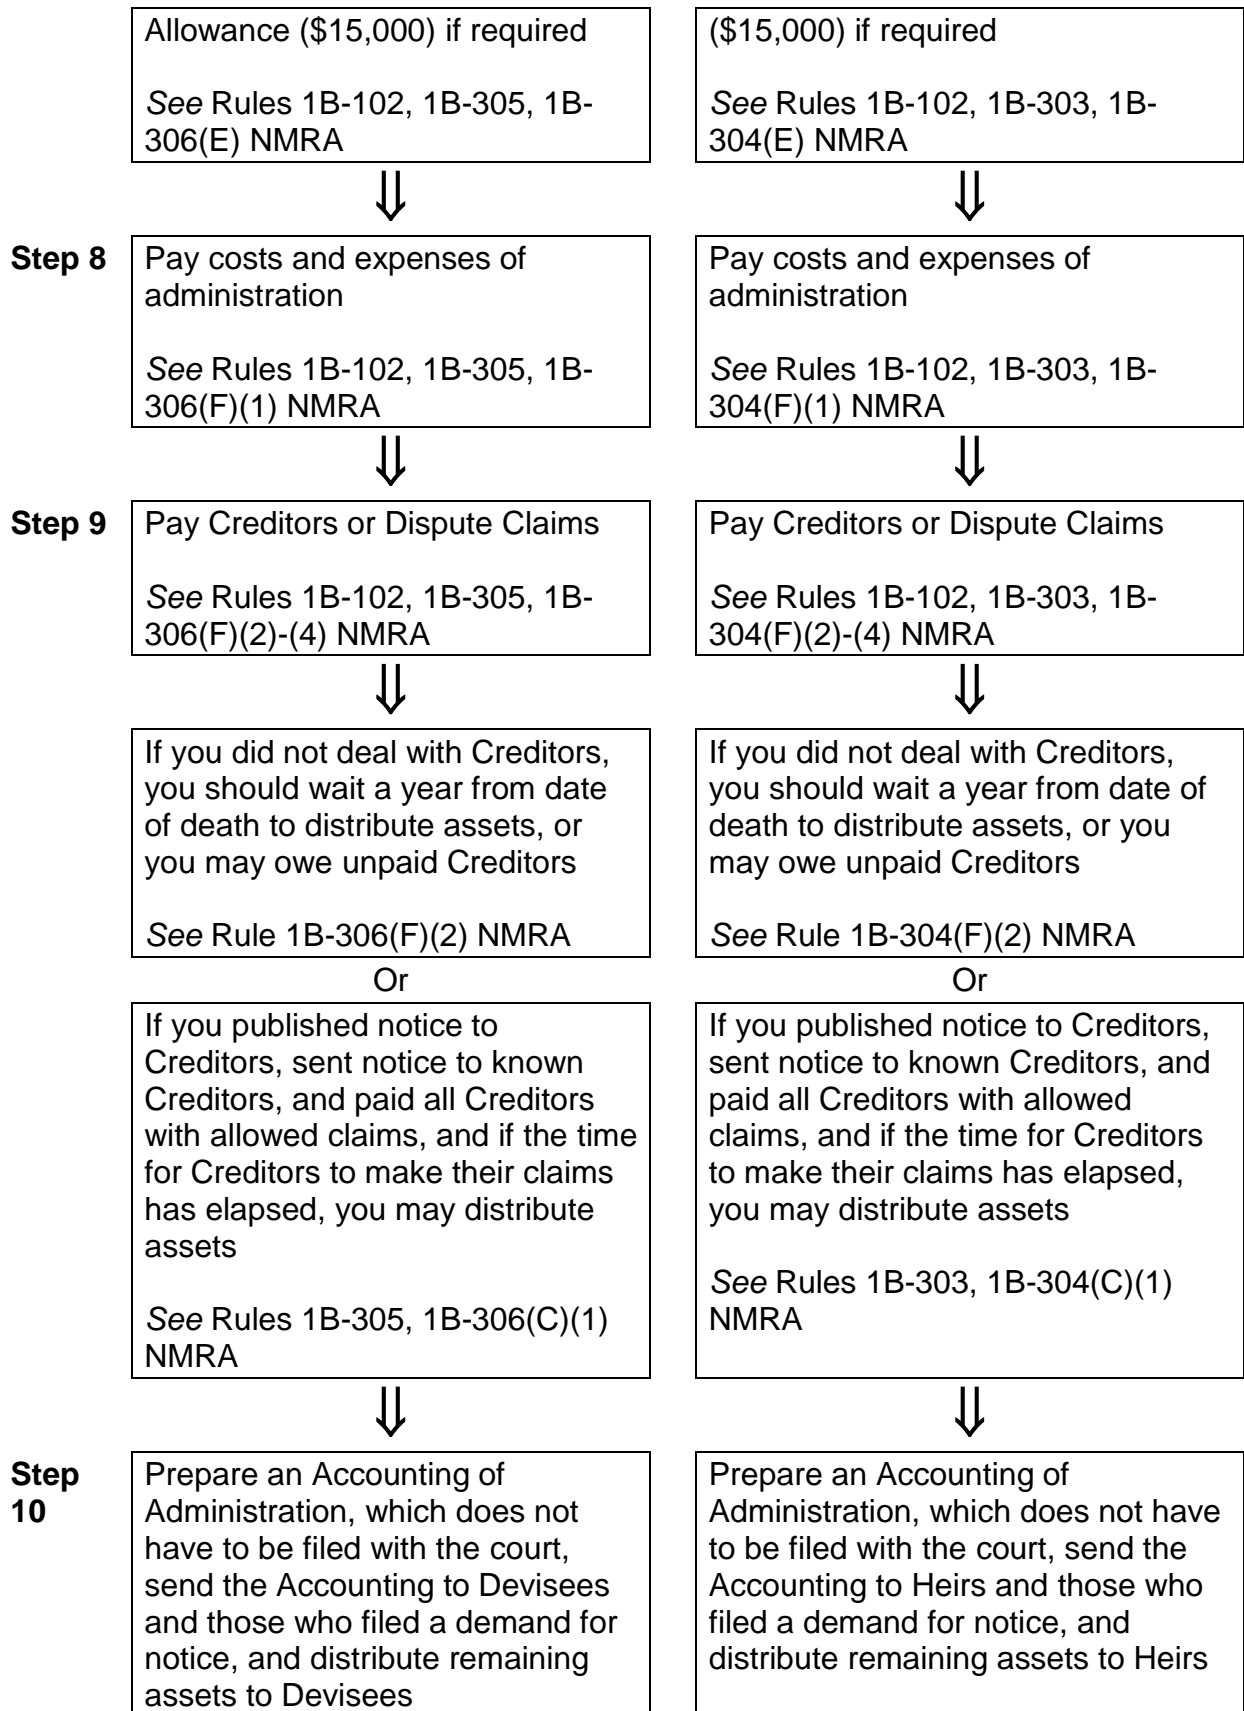 Allowance ($15,000) if required
See Rules 1B-102, 1B-305, 1B-
306(E) NMRA
($15,000) if required
See Rules 1B-102, 1B-303, 1B-
304(E) NMRA
⇓
⇓
Step 8
Pay costs and expenses of
administration
See Rules 1B-102, 1B-305, 1B-
306(F)(1) NMRA
Pay costs and expenses of
administration
See Rules 1B-102, 1B-303, 1B-
304(F)(1) NMRA
⇓
⇓
Step 9
Pay Creditors or Dispute Claims
See Rules 1B-102, 1B-305, 1B-
306(F)(2)-(4) NMRA
Pay Creditors or Dispute Claims
See Rules 1B-102, 1B-303, 1B-
304(F)(2)-(4) NMRA
⇓
⇓
If you did not deal with Creditors,
you should wait a year from date
of death to distribute assets, or
you may owe unpaid Creditors
See Rule 1B-306(F)(2) NMRA
If you did not deal with Creditors,
you should wait a year from date of
death to distribute assets, or you
may owe unpaid Creditors
See Rule 1B-304(F)(2) NMRA
Or
Or
If you published notice to
Creditors, sent notice to known
Creditors, and paid all Creditors
with allowed claims, and if the time
for Creditors to make their claims
has elapsed, you may distribute
assets
See Rules 1B-305, 1B-306(C)(1)
NMRA
If you published notice to Creditors,
sent notice to known Creditors, and
paid all Creditors with allowed
claims, and if the time for Creditors
to make their claims has elapsed,
you may distribute assets
See Rules 1B-303, 1B-304(C)(1)
NMRA
⇓
⇓
Step
10
Prepare an Accounting of
Administration, which does not
have to be filed with the court,
send the Accounting to Devisees
and those who filed a demand for
notice, and distribute remaining
assets to Devisees
Prepare an Accounting of
Administration, which does not have
to be filed with the court, send the
Accounting to Heirs and those who
filed a demand for notice, and
distribute remaining assets to Heirs